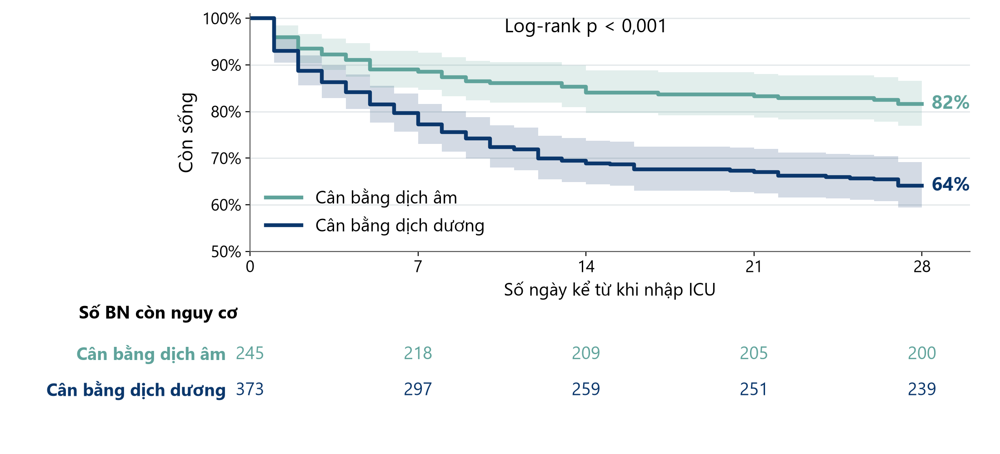 100%
Log-rank p < 0,001
90%
80%
70%
60%
50%
Còn sống
82%
64%
Cân bằng dịch âm
Cân bằng dịch dương
0 7 14 21 28
Số ngày kể từ khi nhập ICU
Số BN còn nguy cơ
Cân bằng dịch âm 245 218 209 205 200
Cân bằng dịch dương 373 297 259 251 239